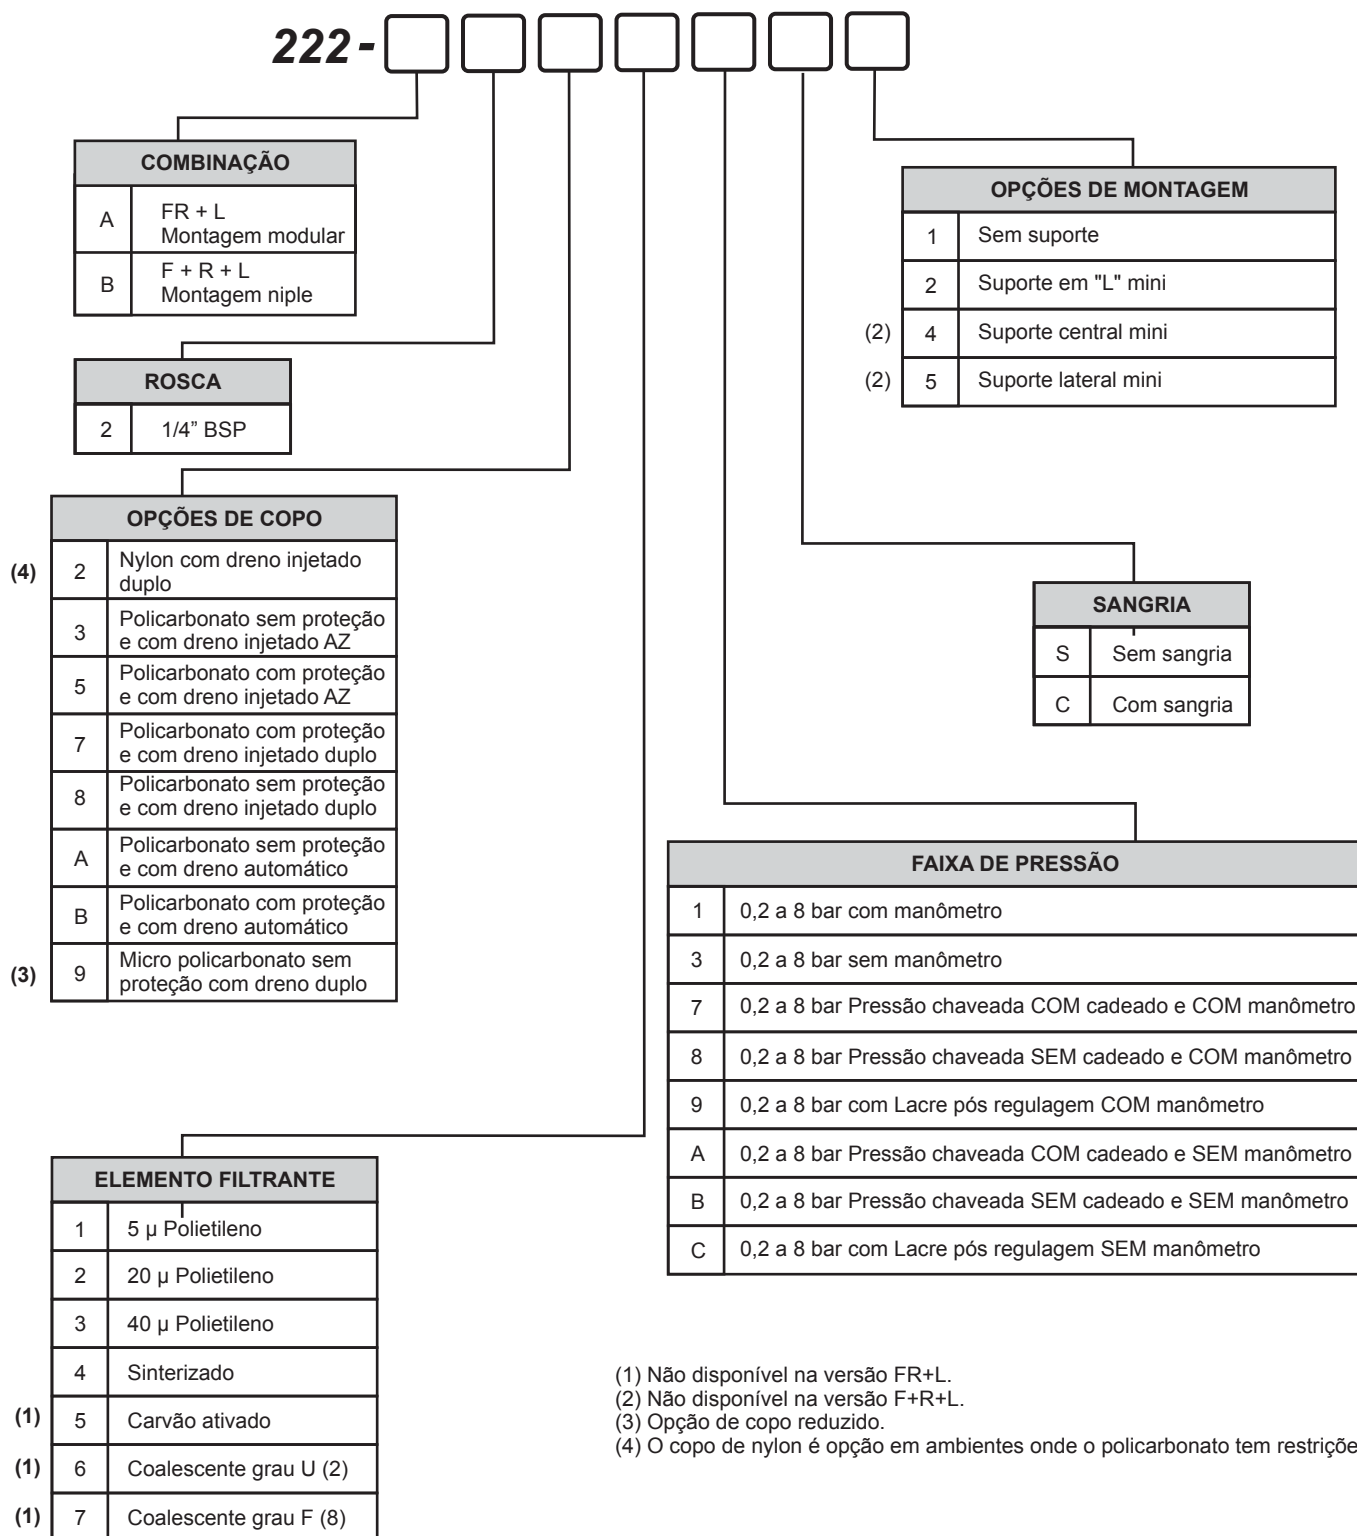 222-
COMBINAÇÃO
A
FR + L
Montagem modular
B
F + R + L
Montagem niple
ROSCA
2 1/4” BSP
OPÇÕES DE COPO
(4) 2 Nylon com dreno injetado
duplo
3 Policarbonato sem proteção
e com dreno injetado AZ
5 Policarbonato com proteção
e com dreno injetado AZ
7 Policarbonato com proteção
e com dreno injetado duplo
8 Policarbonato sem proteção
e com dreno injetado duplo
A Policarbonato sem proteção
e com dreno automático
B Policarbonato com proteção
e com dreno automático
(3) 9 Micro policarbonato sem
proteção com dreno duplo
ELEMENTO FILTRANTE
1 5 µ Polietileno
2 20 µ Polietileno
3 40 µ Polietileno
4 Sinterizado
(1) 5 Carvão ativado
(1) 6 Coalescente grau U (2)
(1) 7 Coalescente grau F (8)
OPÇÕES DE MONTAGEM
1 Sem suporte
2 Suporte em "L" mini
(2) 4 Suporte central mini
(2) 5 Suporte lateral mini
SANGRIA
S Sem sangria
C Com sangria
FAIXA DE PRESSÃO
1 0,2 a 8 bar com manômetro
3 0,2 a 8 bar sem manômetro
7 0,2 a 8 bar Pressão chaveada COM cadeado e COM manômetro
8 0,2 a 8 bar Pressão chaveada SEM cadeado e COM manômetro
9 0,2 a 8 bar com Lacre pós regulagem COM manômetro
A 0,2 a 8 bar Pressão chaveada COM cadeado e SEM manômetro
B 0,2 a 8 bar Pressão chaveada SEM cadeado e SEM manômetro
C 0,2 a 8 bar com Lacre pós regulagem SEM manômetro
(1) Não disponível na versão FR+L.
(2) Não disponível na versão F+R+L.
(3) Opção de copo reduzido.
(4) O copo de nylon é opção em ambientes onde o policarbonato tem restriçõe